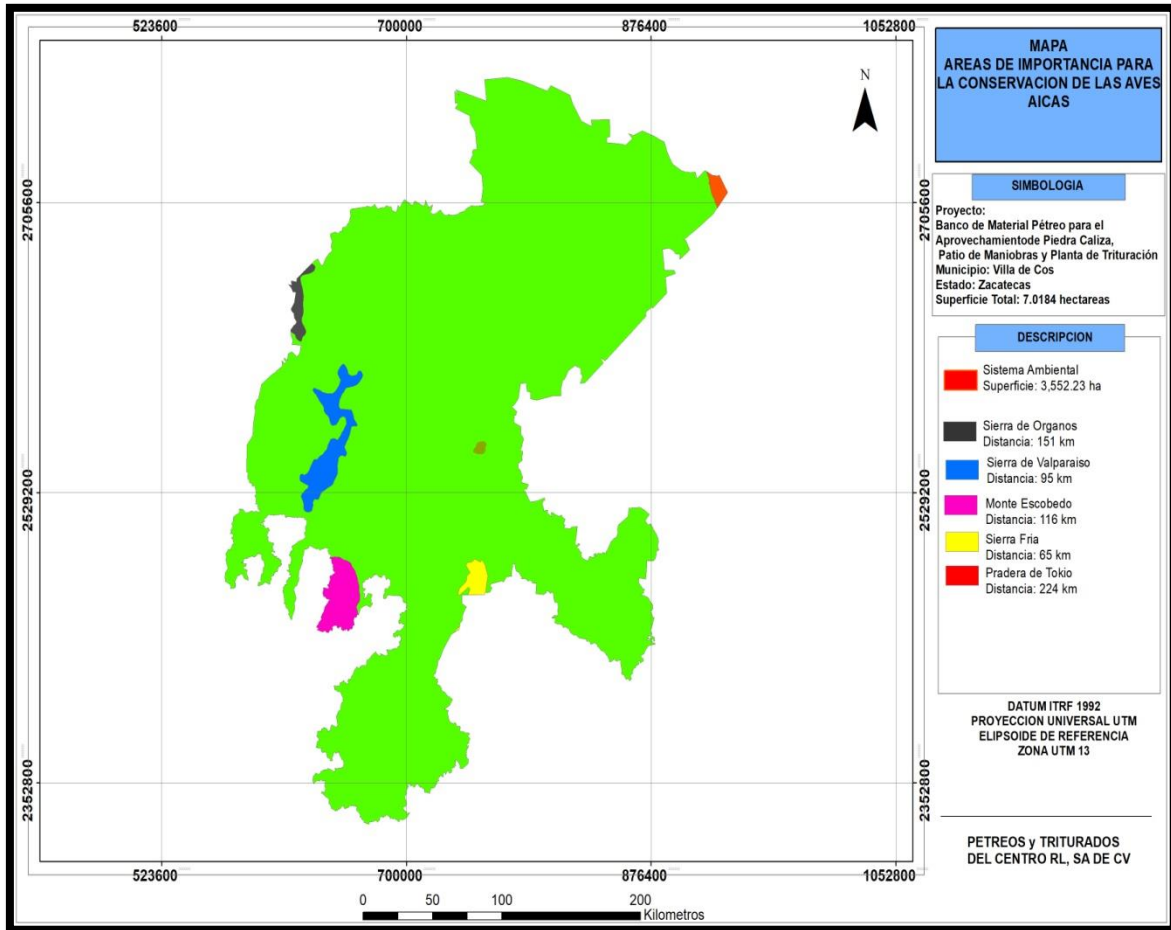 523600 700000 876400 1052800
2705600
2529200
2352800
N
2705600
2529200
2352800
523600 700000 876400 1052800
0 50 100 200
Kilometros
MAPA
AREAS DE IMPORTANCIA PARA
LA CONSERVACION DE LAS AVES
AICAS
SIMBOLOGIA
Proyecto:
Banco de Material Pétreo para el
Aprovechamientode Piedra Caliza,
Patio de Maniobras y Planta de Trituración
Municipio: Villa de Cos
Estado: Zacatecas
Superficie Total: 7.0184 hectareas
DESCRIPCION
Sistema Ambiental
Superficie: 3,552.23 ha
Sierra de Organos
Distancia: 151 km
Sierra de Valparaiso
Distancia: 95 km
Monte Escobedo
Distancia: 116 km
Sierra Fria
Distancia: 65 km
Pradera de Tokio
Distancia: 224 km
DATUM ITRF 1992
PROYECCION UNIVERSAL UTM
ELIPSOIDE DE REFERENCIA
ZONA UTM 13
PETREOS y TRITURADOS
DEL CENTRO RL, SA DE CV